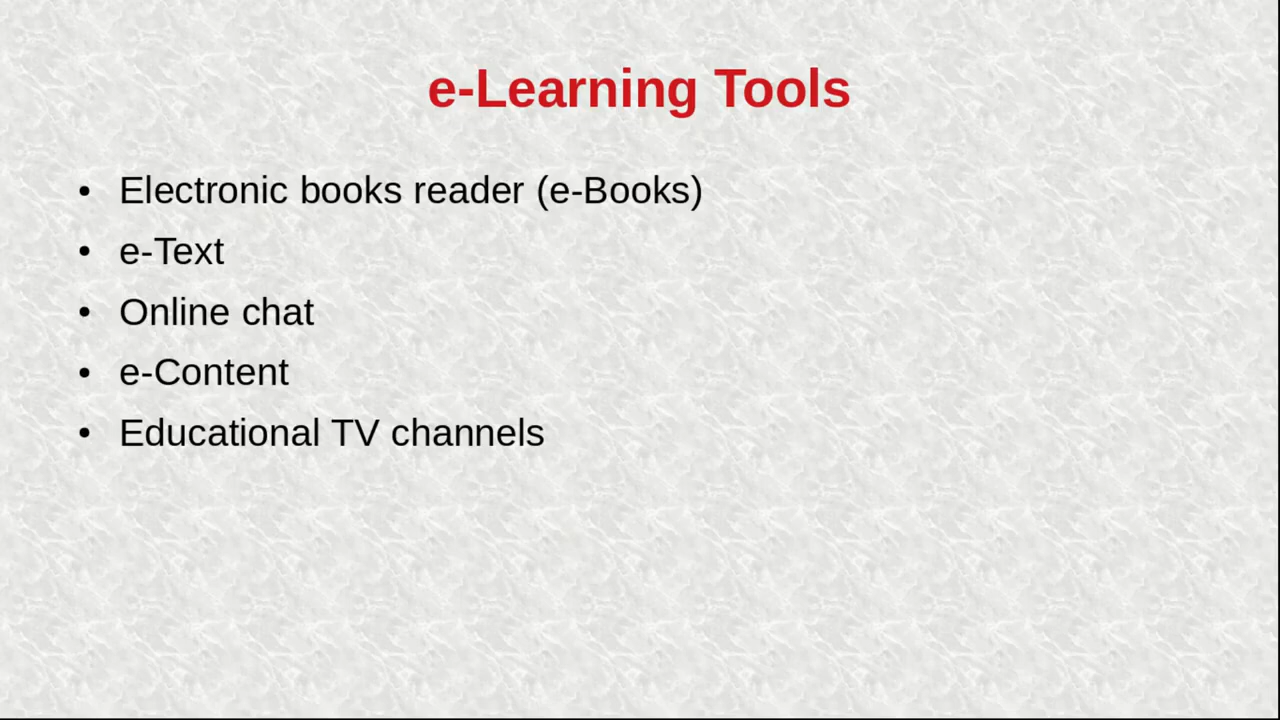 e-Learning Tools
• Electronic books reader (e-Books)
• e-Text
• Online chat
• e-Content
• Educational TV channels